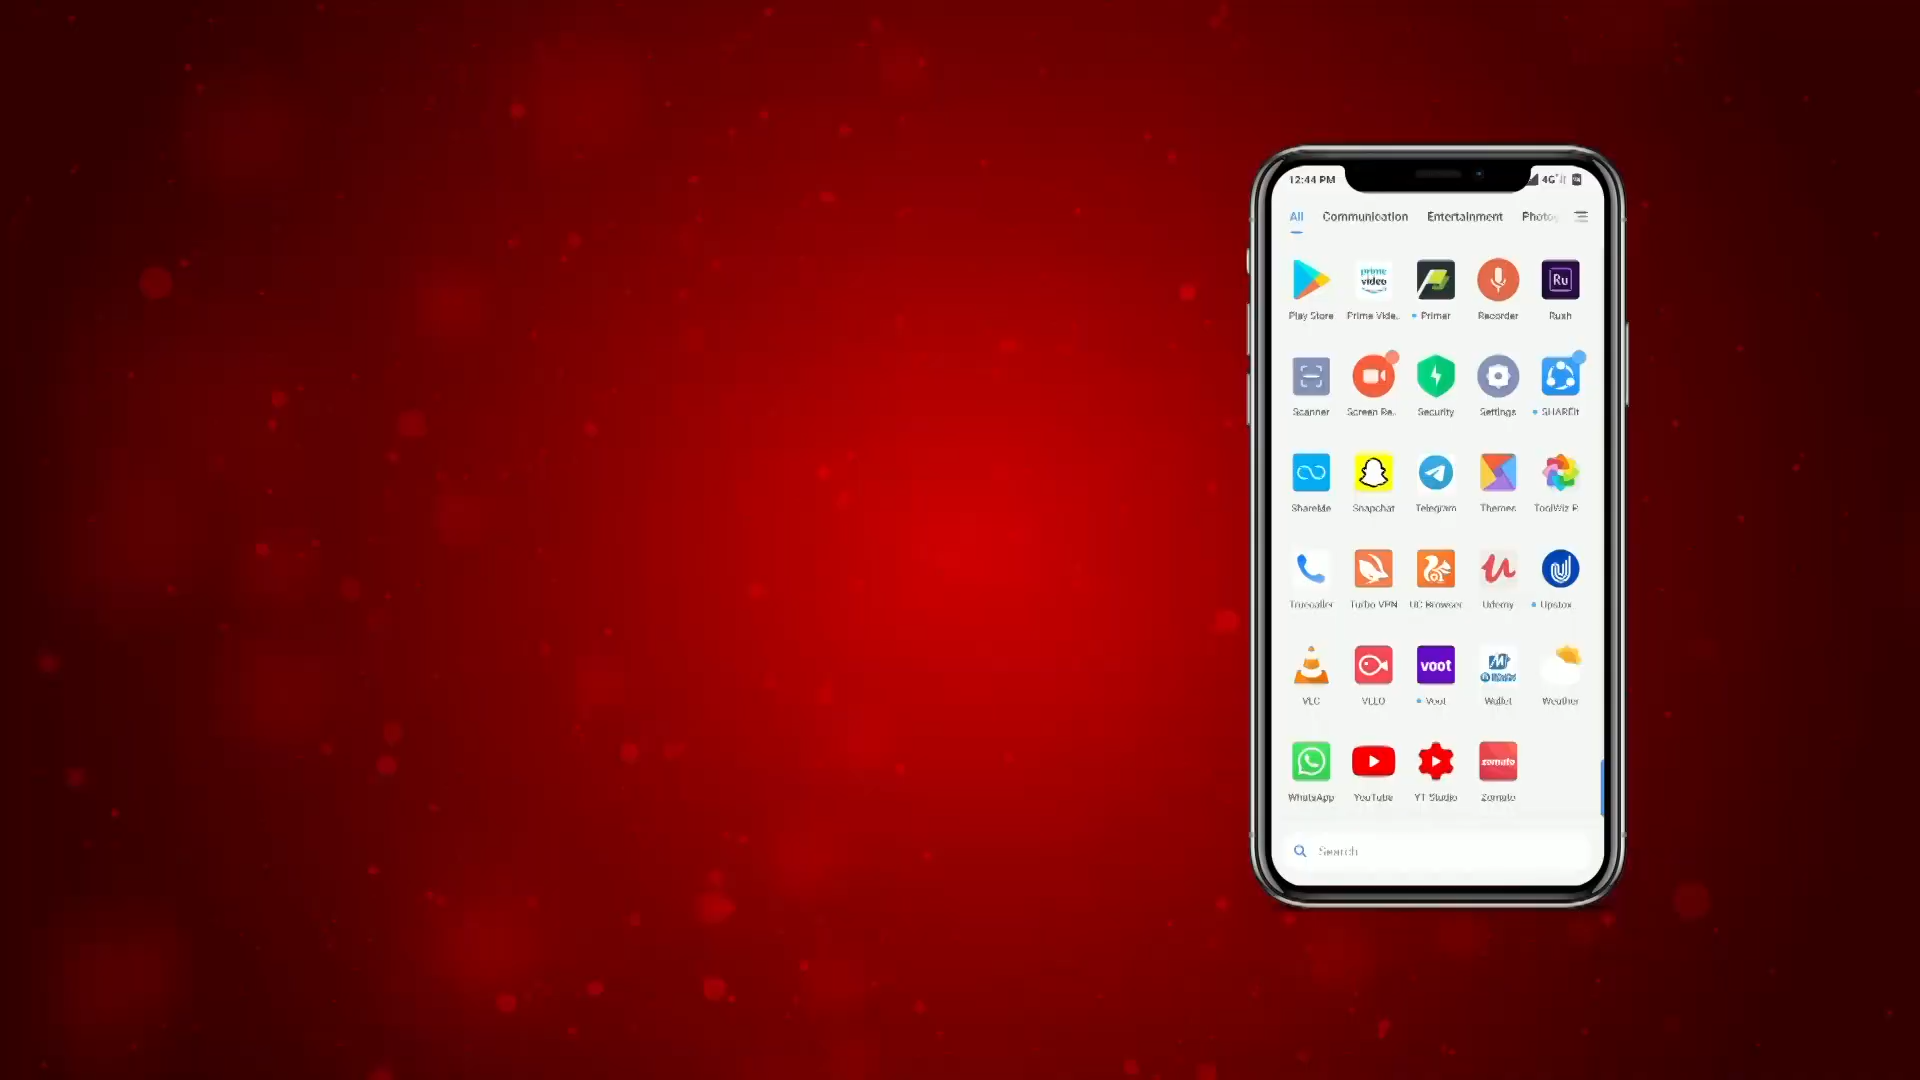 12:44 PM 4G+
All Communication Entertainment Photog
prime video
Ru
Play Store Prime Vide... Primer Recorder Rush
Scanner Screen Re... Security Settings SHAREit
ShareMe Snapchat Telegram Themes ToolWiz P
Truecaller Turbo VPN UC Browser Udemy Upstox
voot
VLC VLLO Voot Wallet Weather
zomato
WhatsApp YouTube YT Studio Zomato
Search